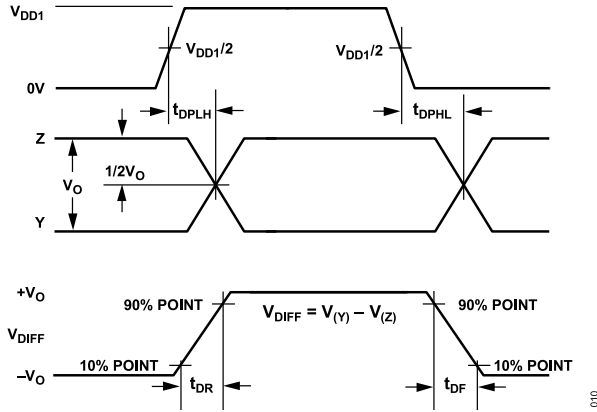 VDD1
VDD1/2
VDD1/2
0V
tDPLH
tDPHL
Z
1/2VO
VO
Y
+VO
90% POINT
VDIFF = V(Y) – V(Z)
90% POINT
VDIFF
10% POINT
10% POINT
–VO
tDR
tDF
010